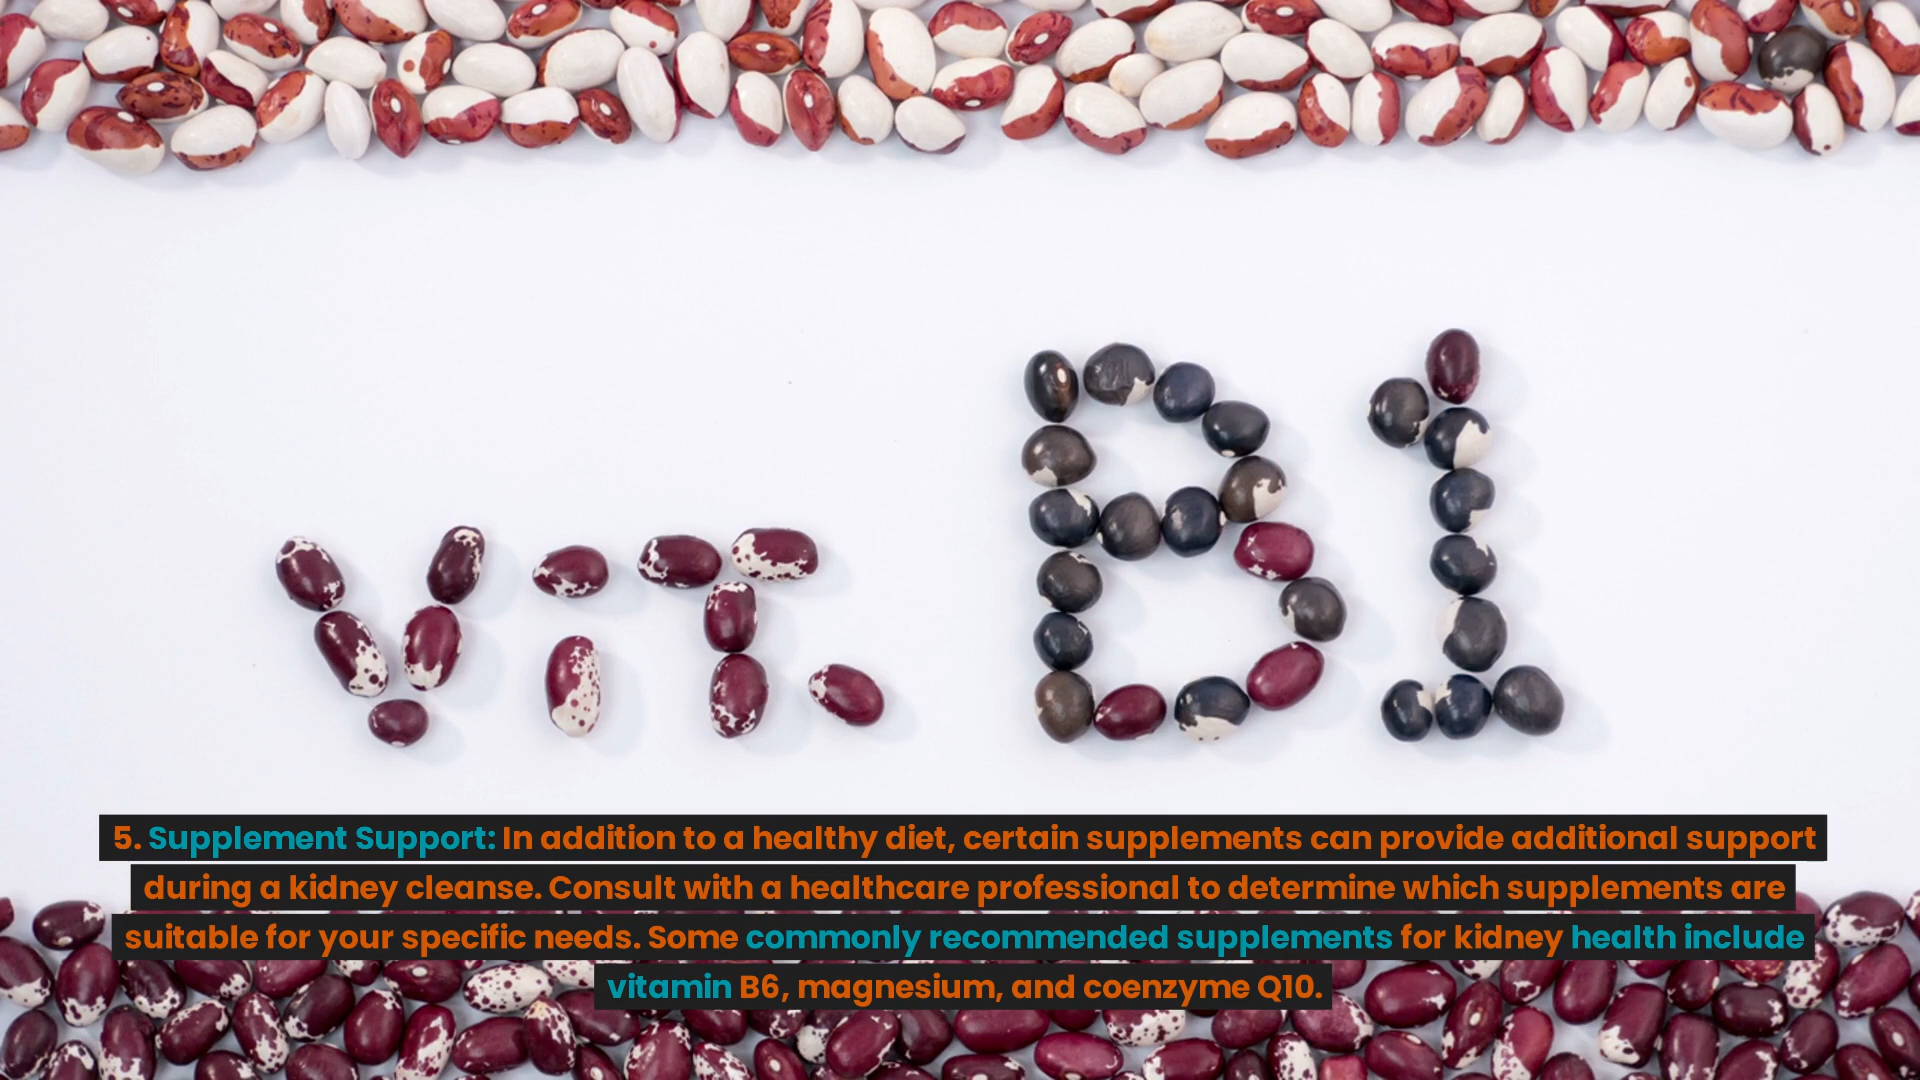 VIT. B1
5. Supplement Support: In addition to a healthy diet, certain supplements can provide additional support
during a kidney cleanse. Consult with a healthcare professional to determine which supplements are
suitable for your specific needs. Some commonly recommended supplements for kidney health include
vitamin B6, magnesium, and coenzyme Q10.